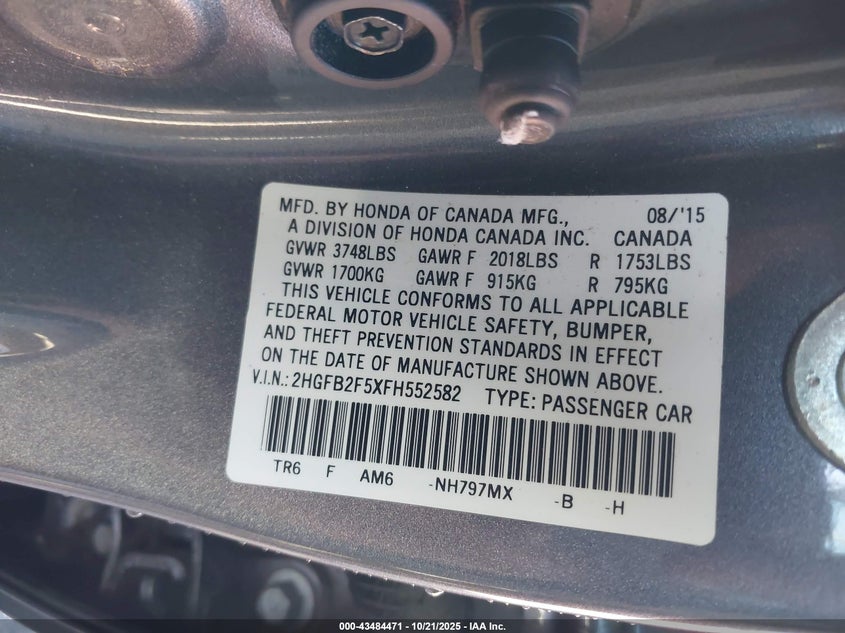 MFD. BY HONDA OF CANADA MFG., 08/'15
A DIVISION OF HONDA CANADA INC. CANADA
GVWR 3748LBS GAWR F 2018LBS R 1753LBS
GVWR 1700KG GAWR F 915KG R 795KG
THIS VEHICLE CONFORMS TO ALL APPLICABLE
FEDERAL MOTOR VEHICLE SAFETY, BUMPER,
AND THEFT PREVENTION STANDARDS IN EFFECT
ON THE DATE OF MANUFACTURE SHOWN ABOVE.
V.I.N.: 2HGFB2F5XFH552582 TYPE: PASSENGER CAR
TR6 F AM6 -NH797MX -B -H
000-43484471 - 10/21/2025 - IAA Inc.